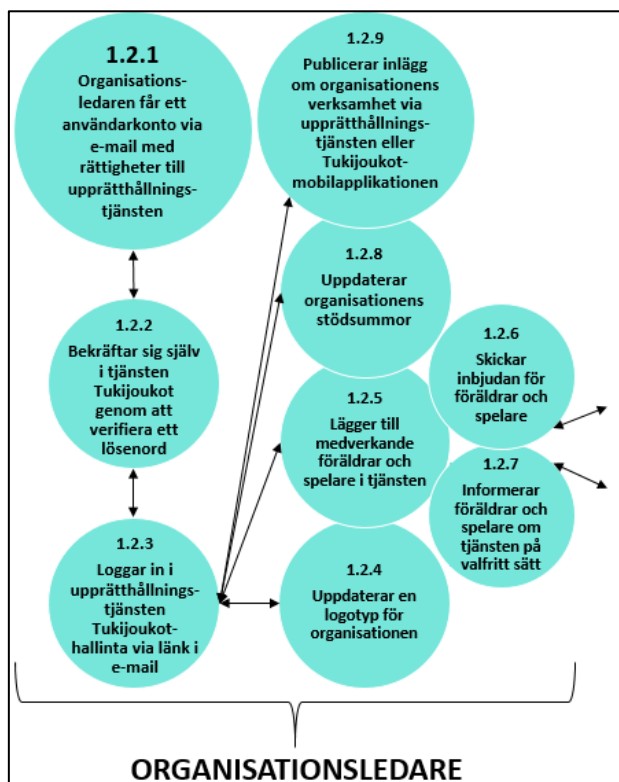 1.2.1
Organisations-
ledaren får ett
användarkonto via
e-mail med
rättigheter till
upprätthållnings-
tjänsten
1.2.2
Bekräftar sig själv
i tjänsten
Tukijoukot
genom att
verifiera ett
lösenord
1.2.3
Loggar in i
upprätthållnings-
tjänsten
Tukijoukot-
hallinta via länk i
e-mail
1.2.9
Publicerar inlägg
om organisationens
verksamhet via
upprätthållnings-
tjänsten eller
Tukijoukot-
mobilapplikationen
1.2.8
Uppdaterar
organisationens
stödsummor
1.2.5
Lägger till
medverkande
föräldrar och
spelare i tjänsten
1.2.4
Uppdaterar en
logotyp för
organisationen
1.2.6
Skickar
inbjudan för
föräldrar och
spelare
1.2.7
Informerar
föräldrar och
spelare om
tjänsten på
valfritt sätt
ORGANISATIONSLEDARE